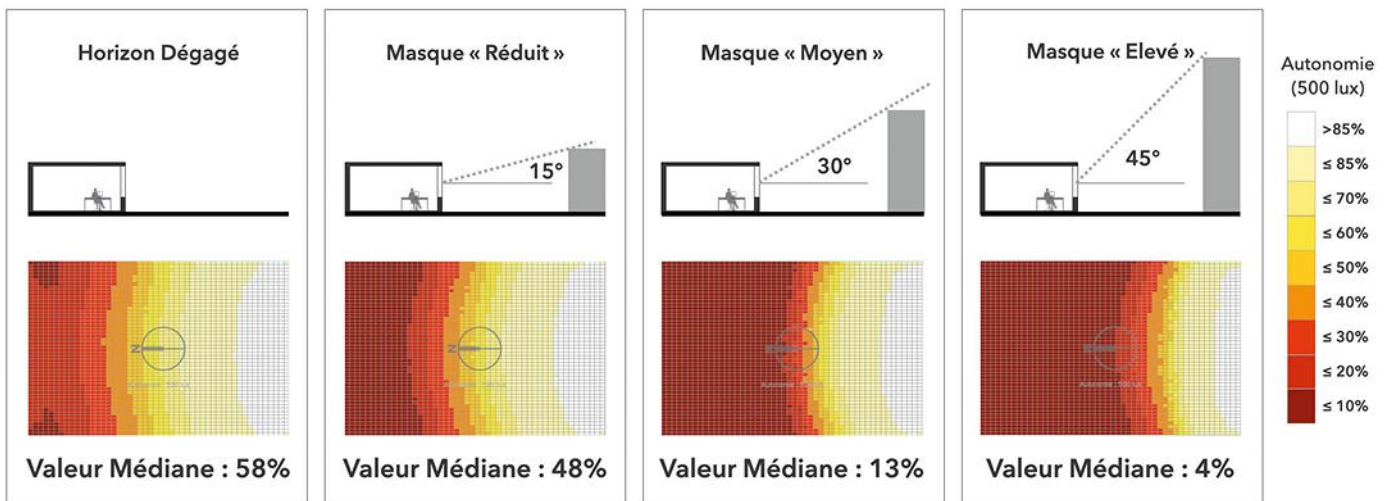 Horizon Dégagé
Masque « Réduit »
Masque « Moyen »
Masque « Elevé »
15°
30°
45°
Autonomie
(500 lux)
>85%
≤ 85%
≤ 70%
≤ 60%
≤ 50%
≤ 40%
≤ 30%
≤ 20%
≤ 10%
N
N
N
N
Valeur Médiane : 58%
Valeur Médiane : 48%
Valeur Médiane : 13%
Valeur Médiane : 4%